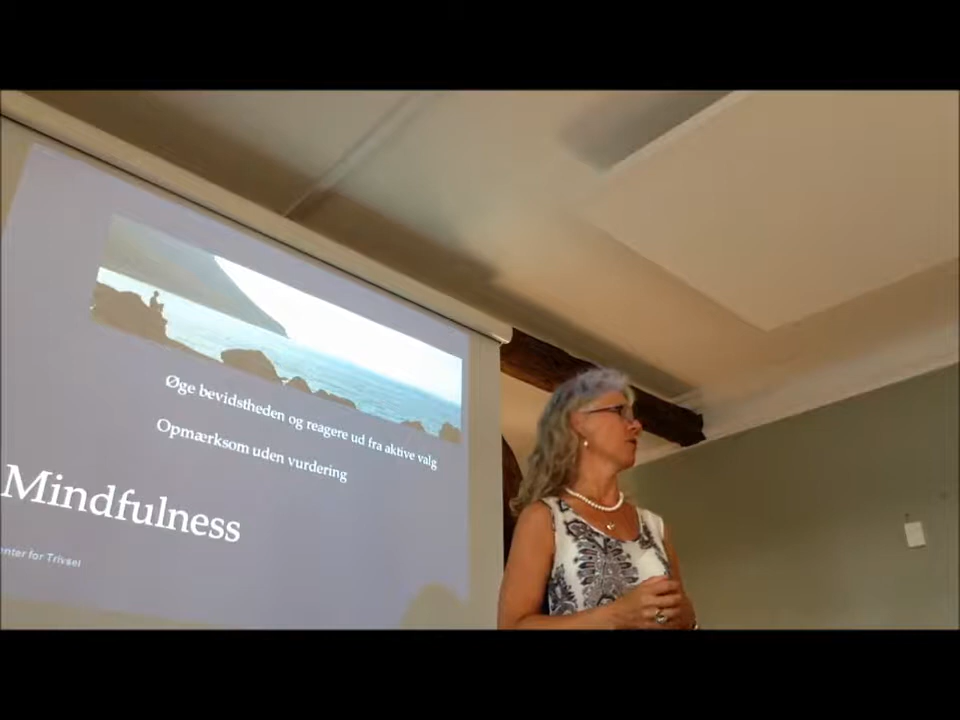 Øge bevidstheden og reagere ud fra aktive valg
Opmærksom uden vurdering
Mindfulness
enter for Trivsel